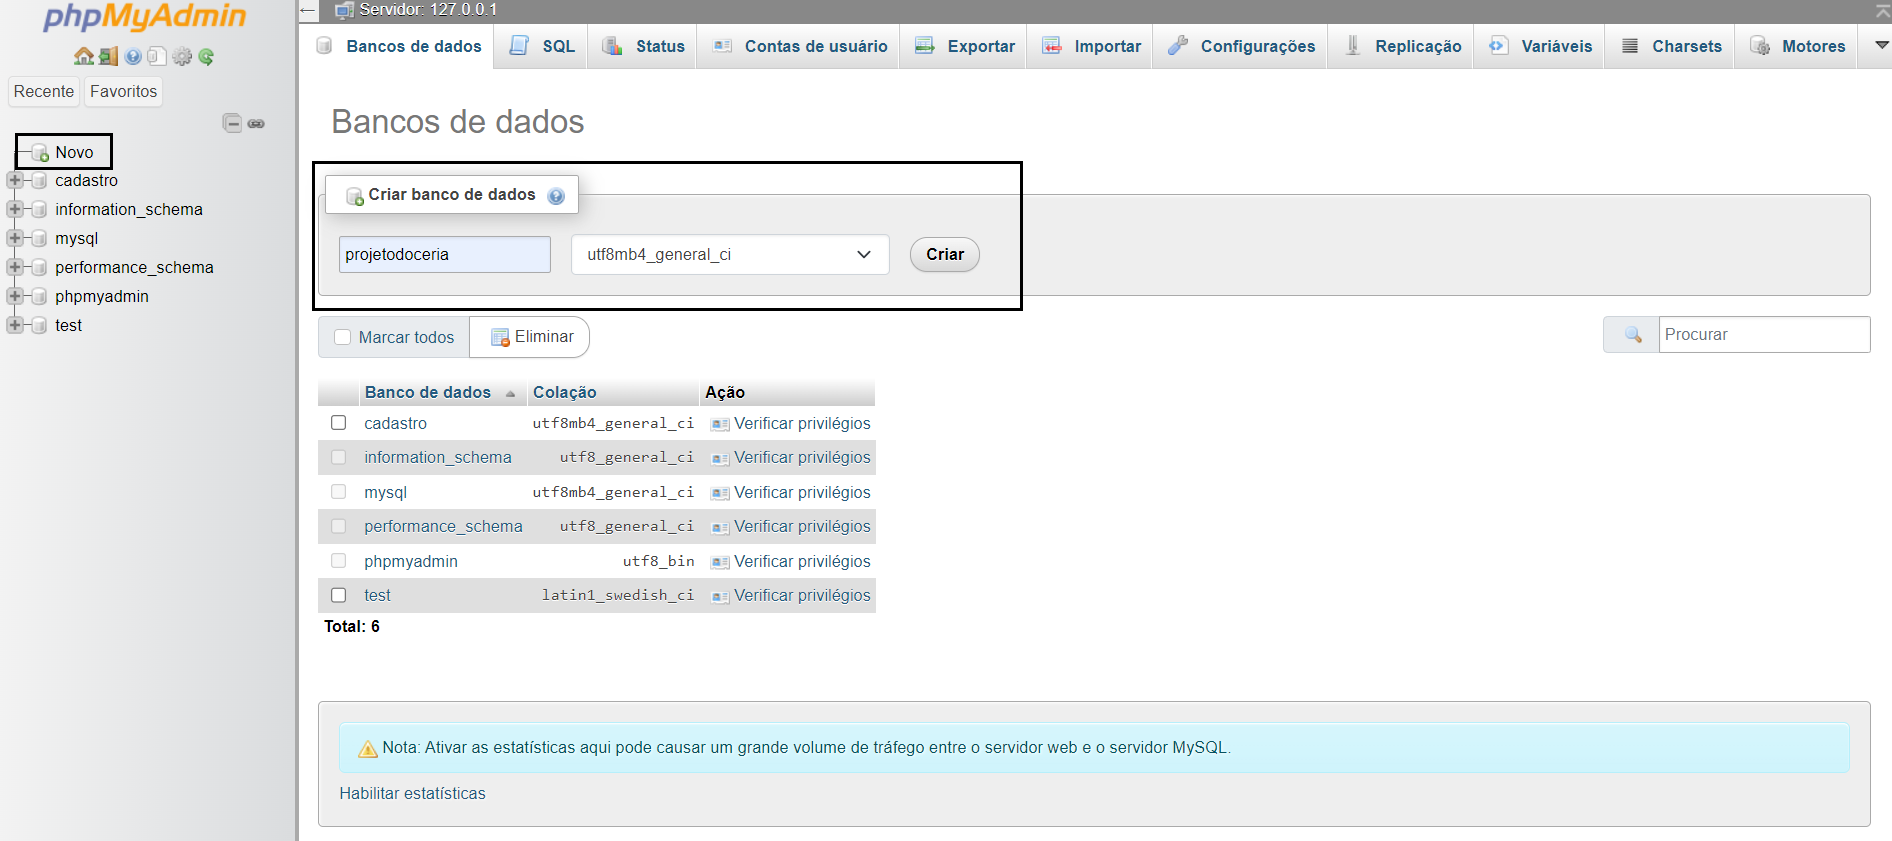 phpMyAdmin
Recente Favoritos
Novo
cadastro
information_schema
mysql
performance_schema
phpmyadmin
test
Servidor: 127.0.0.1
Bancos de dados SQL Status Contas de usuário Exportar Importar Configurações Replicação Variáveis Charsets Motores
Bancos de dados
Criar banco de dados
projetodoceria utf8mb4_general_ci Criar
Marcar todos Eliminar Procurar
Banco de dados Colação Ação
cadastro utf8mb4_general_ci Verificar privilégios
information_schema utf8_general_ci Verificar privilégios
mysql utf8mb4_general_ci Verificar privilégios
performance_schema utf8_general_ci Verificar privilégios
phpmyadmin utf8_bin Verificar privilégios
test latin1_swedish_ci Verificar privilégios
Total: 6
Nota: Ativar as estatísticas aqui pode causar um grande volume de tráfego entre o servidor web e o servidor MySQL.
Habilitar estatísticas